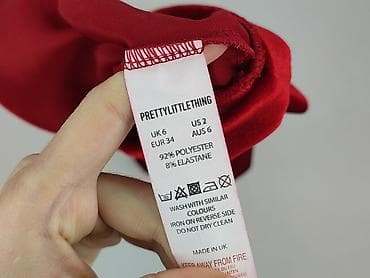 PRETTYLITTLETHING
UK 6 US 2
EUR 34 AUS 6
92% POLYESTER
8% ELASTANE
WASH WITH SIMILAR
COLOURS
IRON ON REVERSE SIDE
DO NOT DRY CLEAN
MADE IN UK
KEEP AWAY FROM FIRE